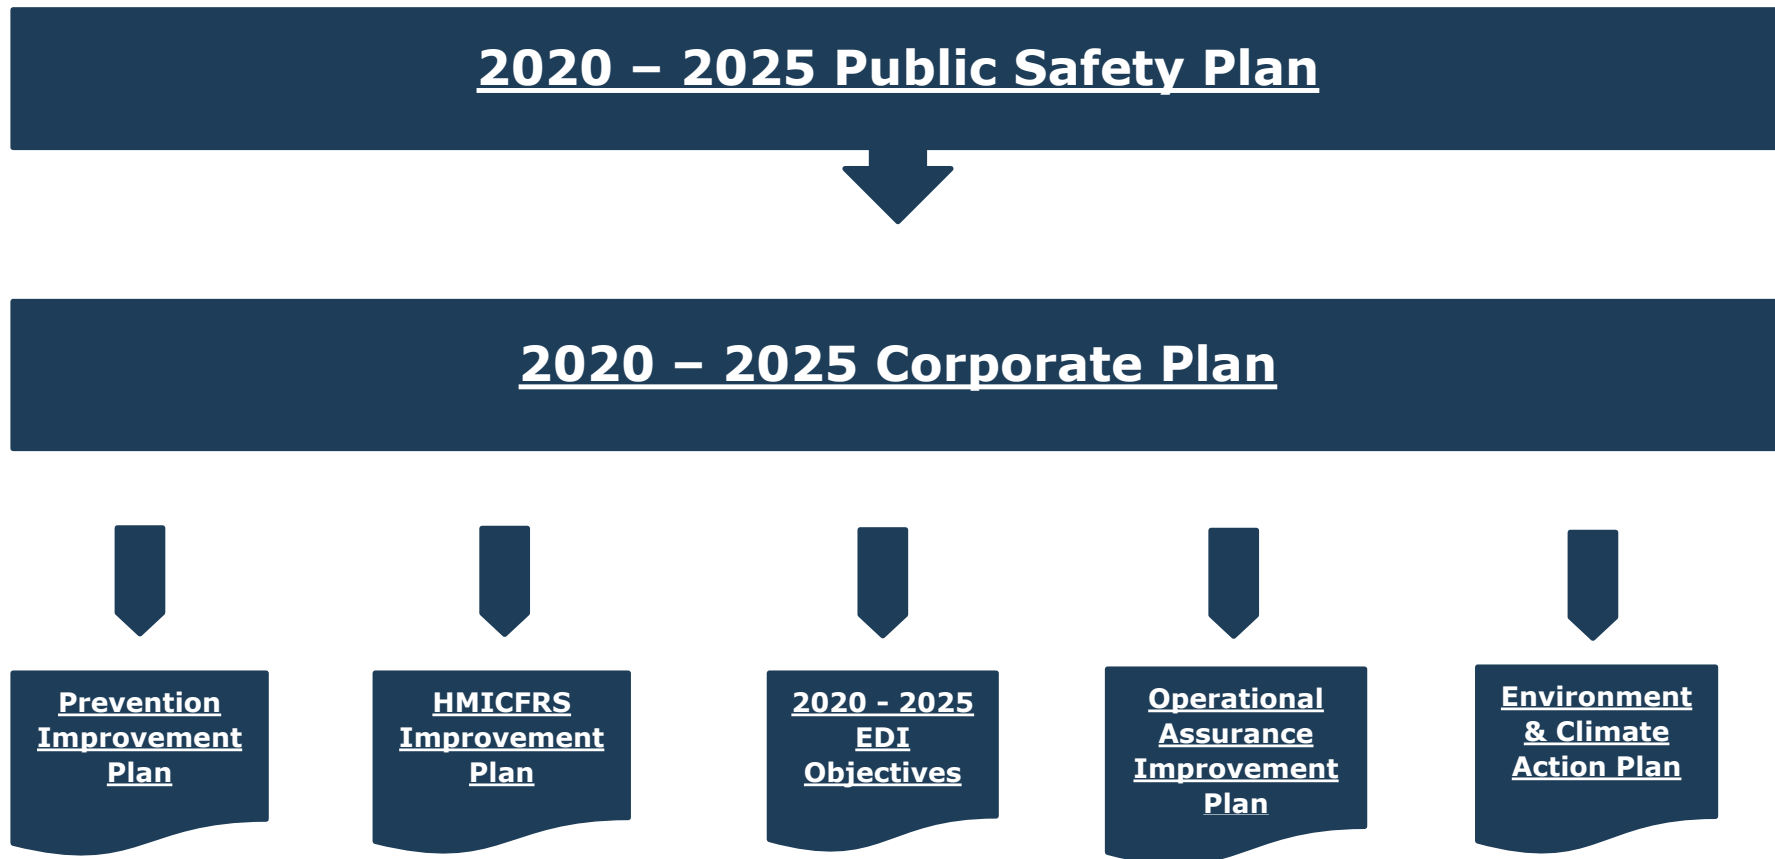 2020 – 2025 Public Safety Plan
2020 – 2025 Corporate Plan
Prevention
Improvement
Plan
HMICFRS
Improvement
Plan
2020 - 2025
EDI
Objectives
Operational
Assurance
Improvement
Plan
Environment
& Climate
Action Plan